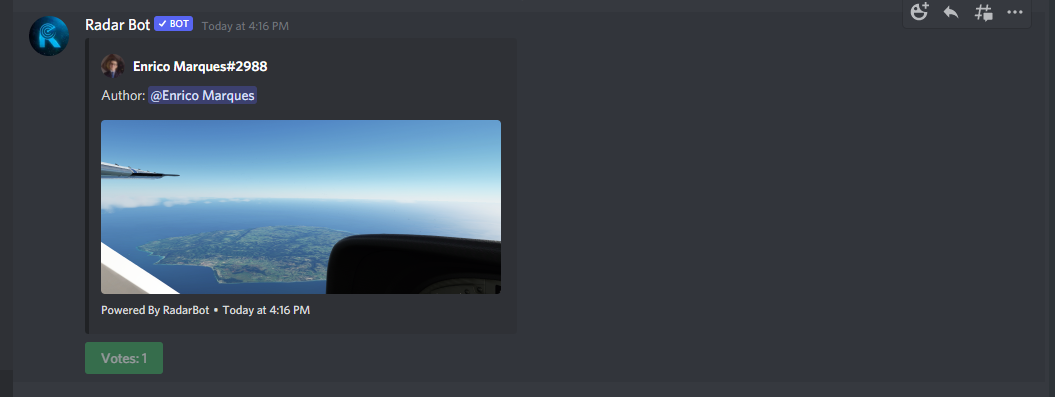 Radar Bot ✓ BOT Today at 4:16 PM
Enrico Marques#2988
Author: @Enrico Marques
Powered By RadarBot • Today at 4:16 PM
Votes: 1